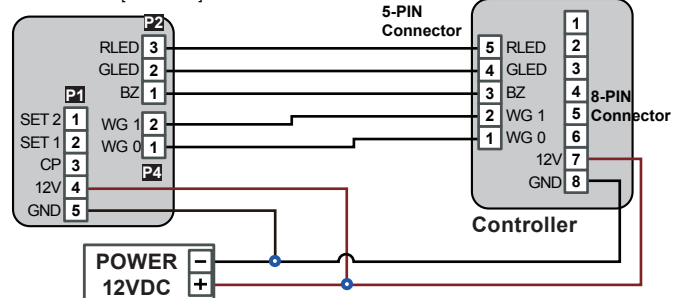 5-PIN
Connector
P2
RLED 3
GLED 2
BZ 1
P1
SET 2 1
SET 1 2
CP 3
12V 4
GND 5
WG 1 2
WG 0 1
P4
5 RLED
4 GLED
3 BZ
2 WG 1
1 WG 0
1
2
3
4
5
6
12V 7
GND 8
8-PIN
Connector
Controller
POWER −
12VDC +